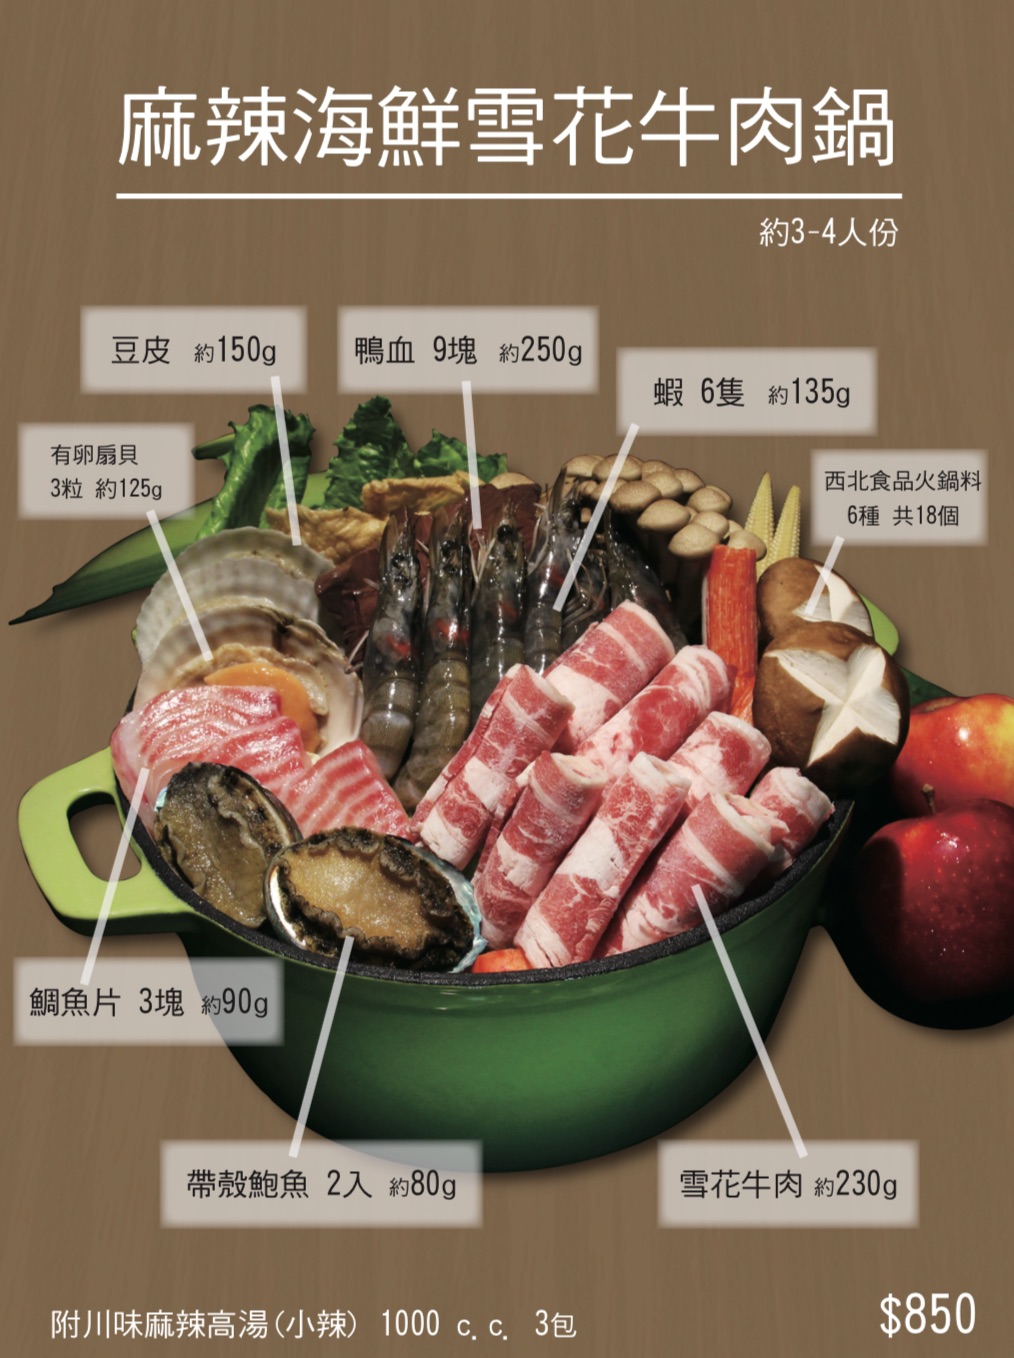 麻辣海鮮雪花牛肉鍋
約3-4人份
豆皮 約150g
鴨血 9塊 約250g
蝦 6隻 約135g
有卵扇貝
3粒 約125g
西北食品火鍋料
6種 共18個
鯛魚片 3塊 約90g
帶殼鮑魚 2入 約80g
雪花牛肉 約230g
附川味麻辣高湯(小辣) 1000 c.c. 3包
$850